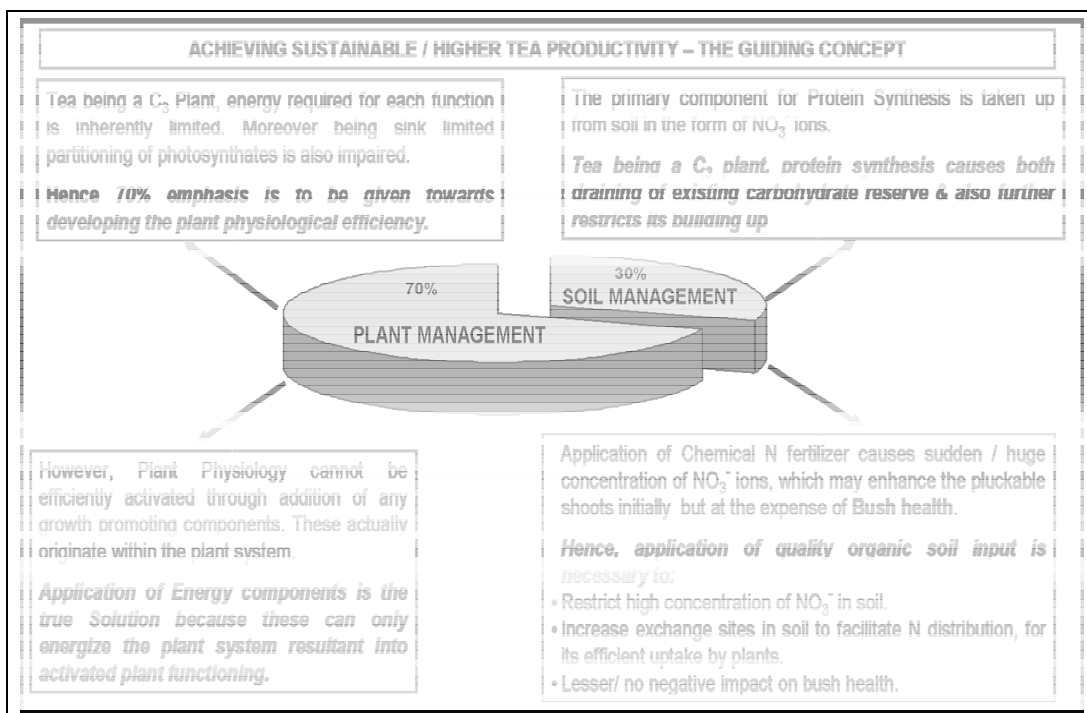 ACHIEVING SUSTAINABLE / HIGHER TEA PRODUCTIVITY – THE GUIDING CONCEPT
Tea being a C₃ Plant, energy required for each function
is inherently limited. Moreover being sink limited
partitioning of photosynthates is also impaired.
Hence 70% emphasis is to be given towards
developing the plant physiological efficiency.
The primary component for Protein Synthesis is taken up
from soil in the form of NO₃⁻ ions.
Tea being a C₃ plant, protein synthesis causes both
draining of existing carbohydrate reserve & also further
restricts its building up
70%
PLANT MANAGEMENT
30%
SOIL MANAGEMENT
However, Plant Physiology cannot be
efficiently activated through addition of any
growth promoting components. These actually
originate within the plant system.
Application of Energy components is the
true Solution because these can only
energize the plant system resultant into
activated plant functioning.
Application of Chemical N fertilizer causes sudden / huge
concentration of NO₃⁻ ions, which may enhance the pluckable
shoots initially but at the expense of Bush health.
Hence, application of quality organic soil input is
necessary to:
• Restrict high concentration of NO₃⁻ in soil.
• Increase exchange sites in soil to facilitate N distribution, for
its efficient uptake by plants.
• Lesser/ no negative impact on bush health.